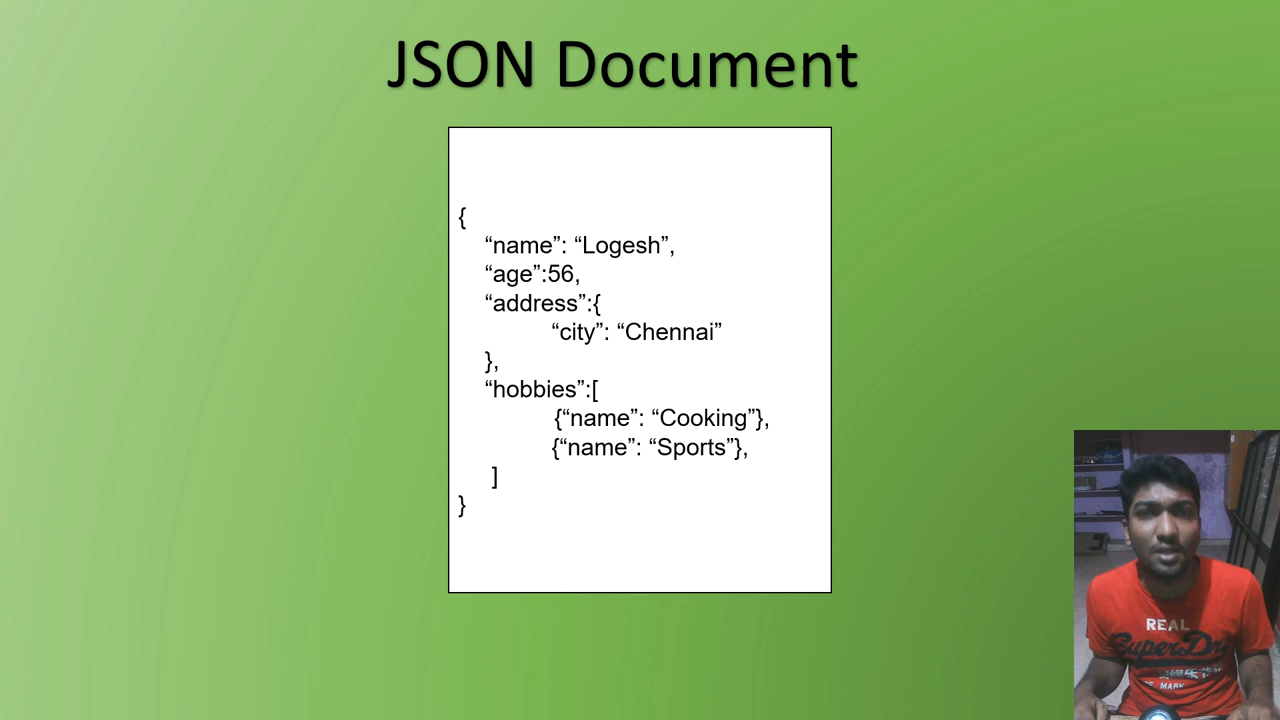 JSON Document
{
“name”: “Logesh”,
“age”:56,
“address”:{
“city”: “Chennai”
},
“hobbies”:[
{“name”: “Cooking”},
{“name”: “Sports”},
]
}
REAL